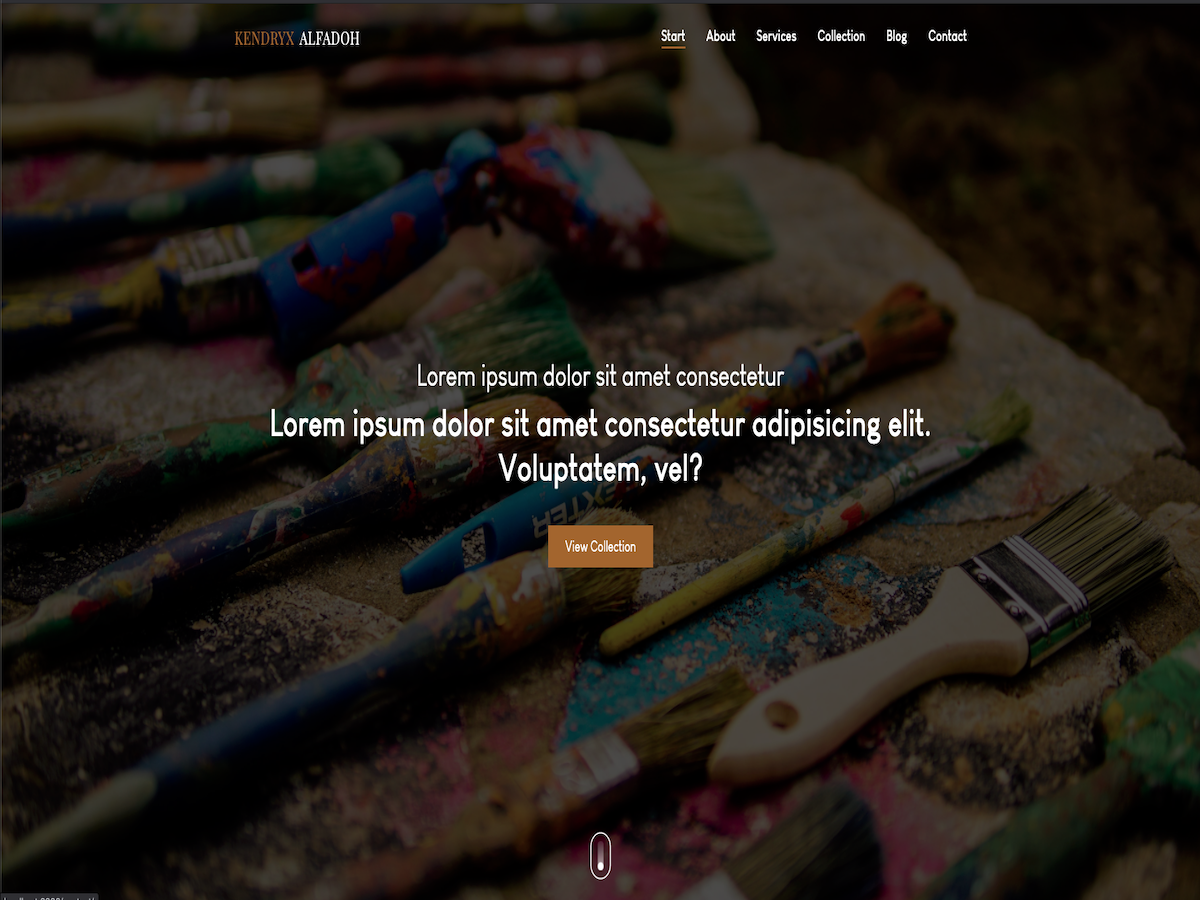 KENDRYX ALFADOH
Start About Services Collection Blog Contact
Lorem ipsum dolor sit amet consectetur
Lorem ipsum dolor sit amet consectetur adipisicing elit.
Voluptatem, vel?
View Collection